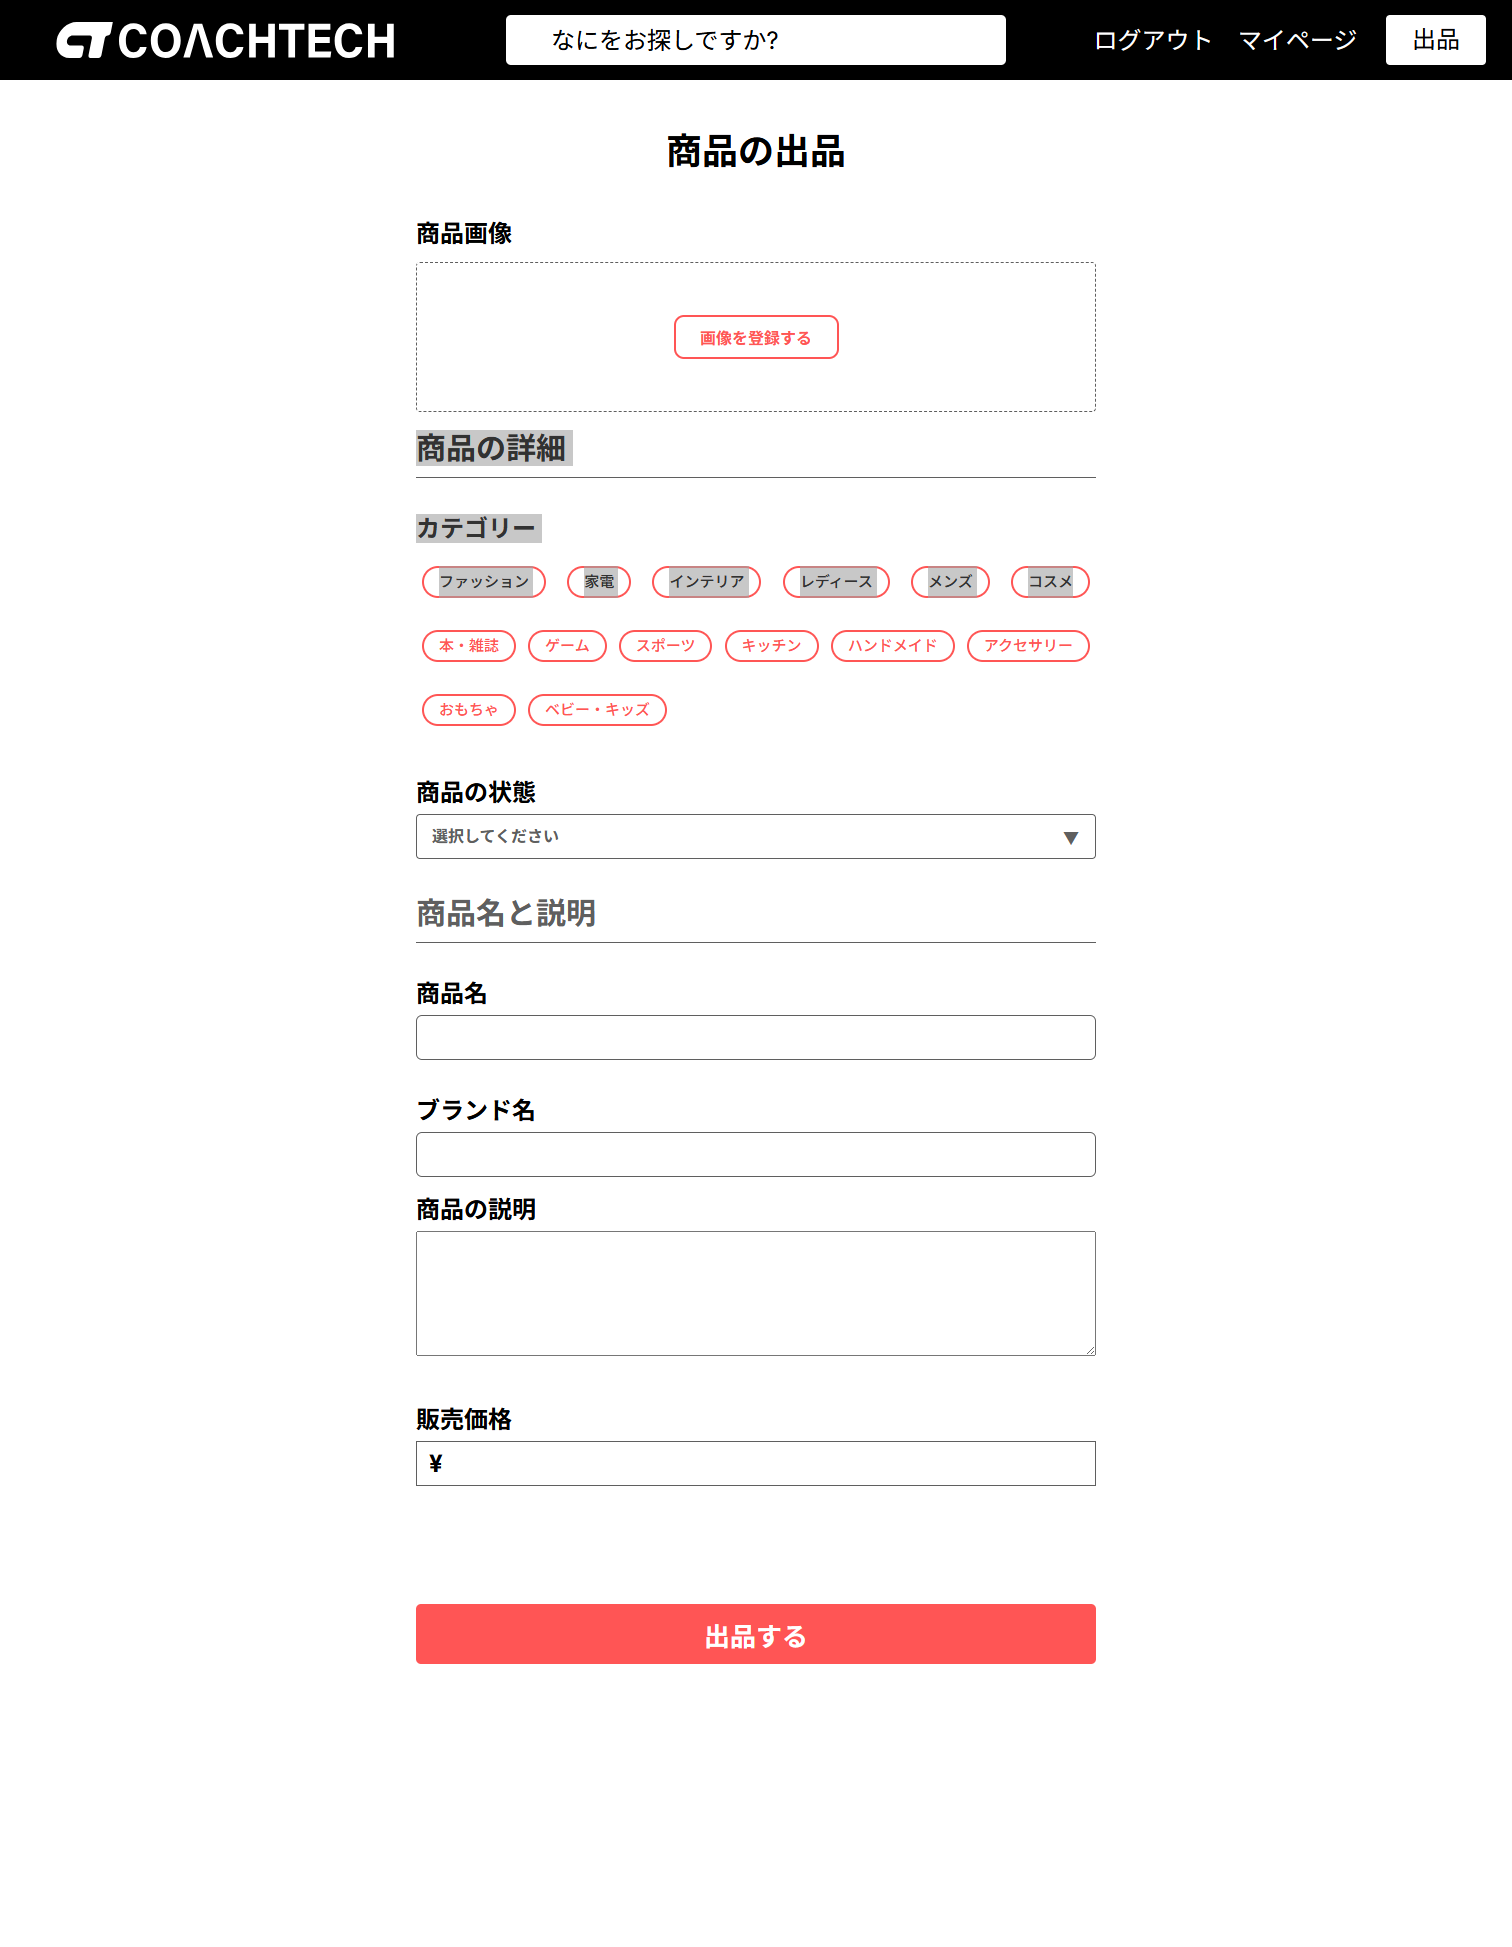 COACHTECH なにをお探しですか? ログアウト マイページ 出品
商品の出品
商品画像
画像を登録する
商品の詳細
カテゴリー
ファッション 家電 インテリア レディース メンズ コスメ
本・雑誌 ゲーム スポーツ キッチン ハンドメイド アクセサリー
おもちゃ ベビー・キッズ
商品の状態
選択してください ▼
商品名と説明
商品名
ブランド名
商品の説明
販売価格
¥
出品する